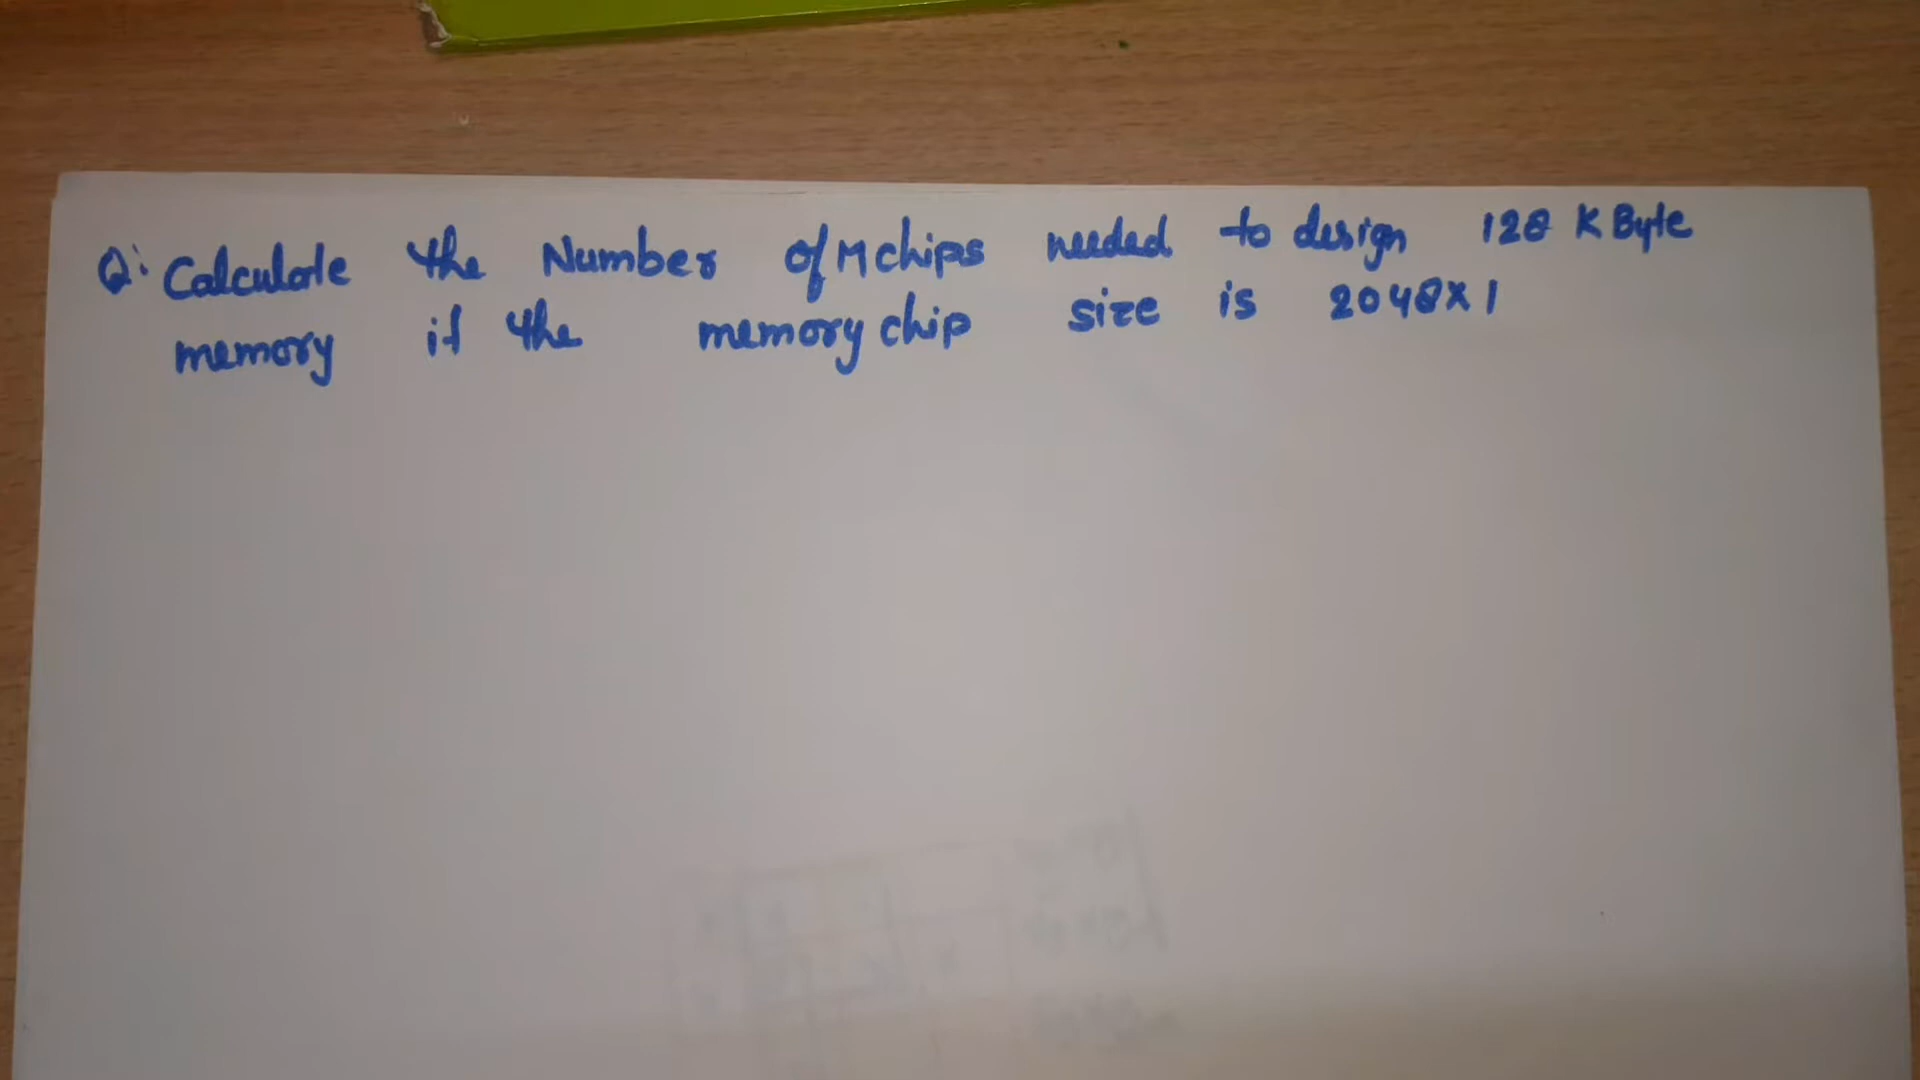 Q: Calculate the Number of M chips needed to design 128 K Byte
memory if the memory chip size is 2048 x 1